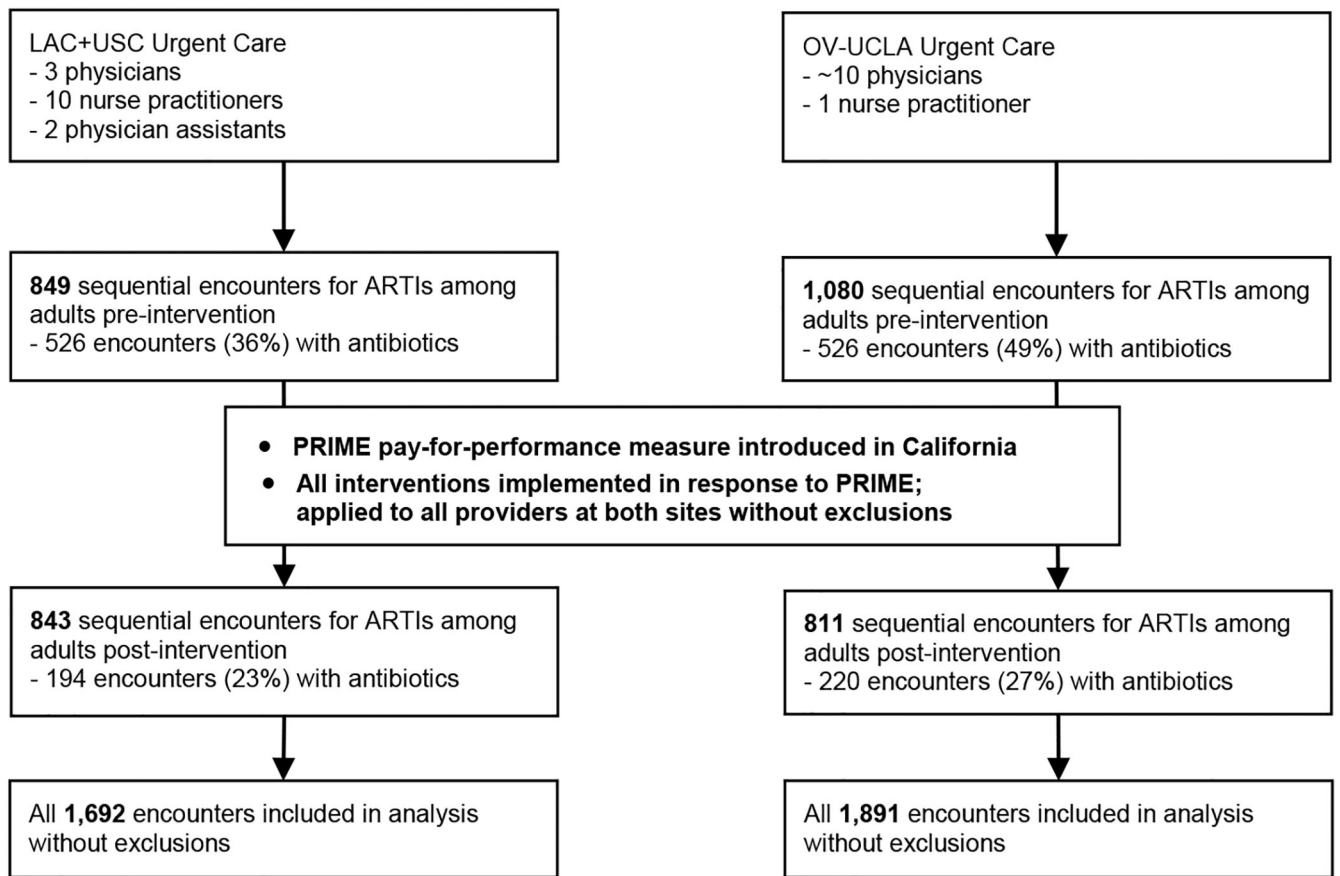 LAC+USC Urgent Care
- 3 physicians
- 10 nurse practitioners
- 2 physician assistants
OV-UCLA Urgent Care
- ~10 physicians
- 1 nurse practitioner
849 sequential encounters for ARTIs among
adults pre-intervention
- 526 encounters (36%) with antibiotics
1,080 sequential encounters for ARTIs among
adults pre-intervention
- 526 encounters (49%) with antibiotics
• PRIME pay-for-performance measure introduced in California
• All interventions implemented in response to PRIME;
applied to all providers at both sites without exclusions
843 sequential encounters for ARTIs among
adults post-intervention
- 194 encounters (23%) with antibiotics
811 sequential encounters for ARTIs among
adults post-intervention
- 220 encounters (27%) with antibiotics
All 1,692 encounters included in analysis
without exclusions
All 1,891 encounters included in analysis
without exclusions